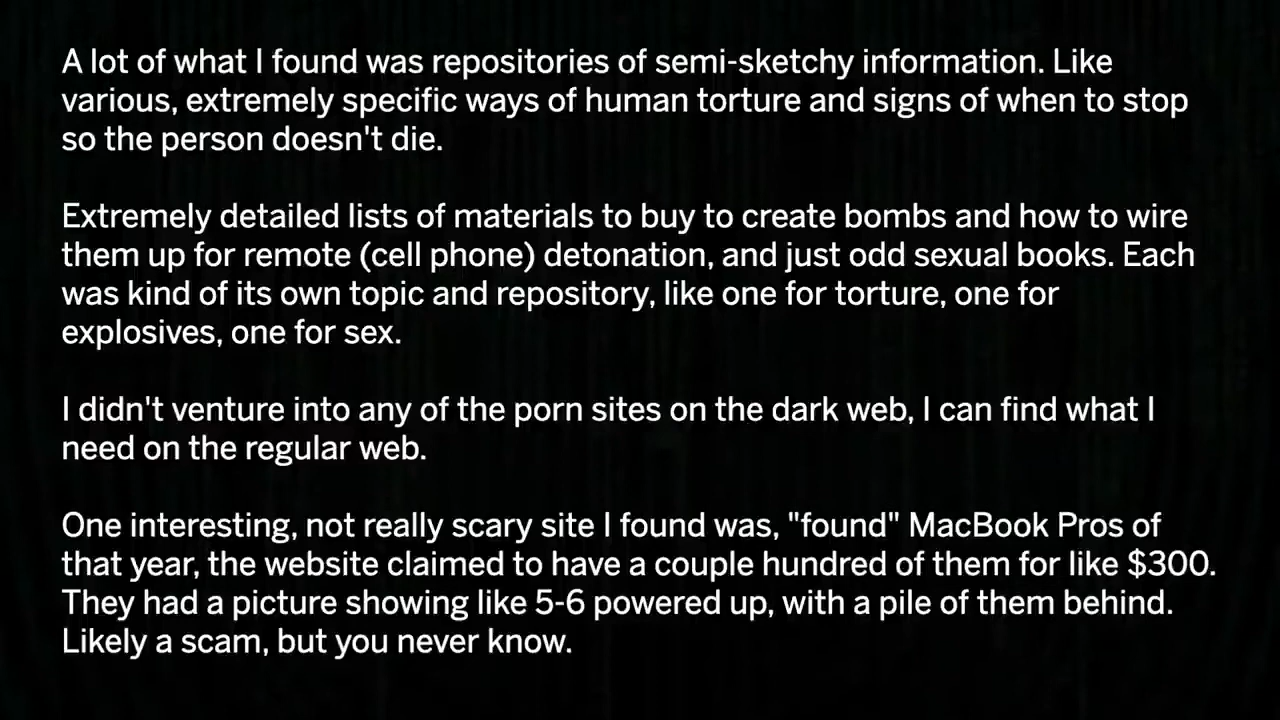 A lot of what I found was repositories of semi-sketchy information. Like
various, extremely specific ways of human torture and signs of when to stop
so the person doesn't die.
Extremely detailed lists of materials to buy to create bombs and how to wire
them up for remote (cell phone) detonation, and just odd sexual books. Each
was kind of its own topic and repository, like one for torture, one for
explosives, one for sex.
I didn't venture into any of the porn sites on the dark web, I can find what I
need on the regular web.
One interesting, not really scary site I found was, "found" MacBook Pros of
that year, the website claimed to have a couple hundred of them for like $300.
They had a picture showing like 5-6 powered up, with a pile of them behind.
Likely a scam, but you never know.